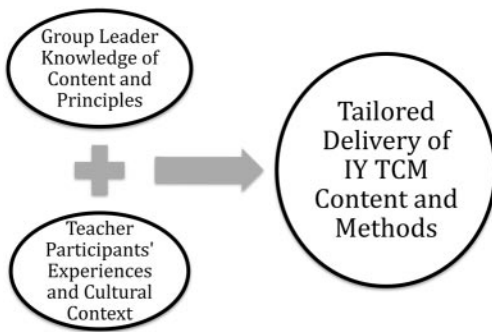 Group Leader
Knowledge of
Content and
Principles
Teacher
Participants'
Experiences
and Cultural
Context
Tailored
Delivery of
IY TCM
Content and
Methods